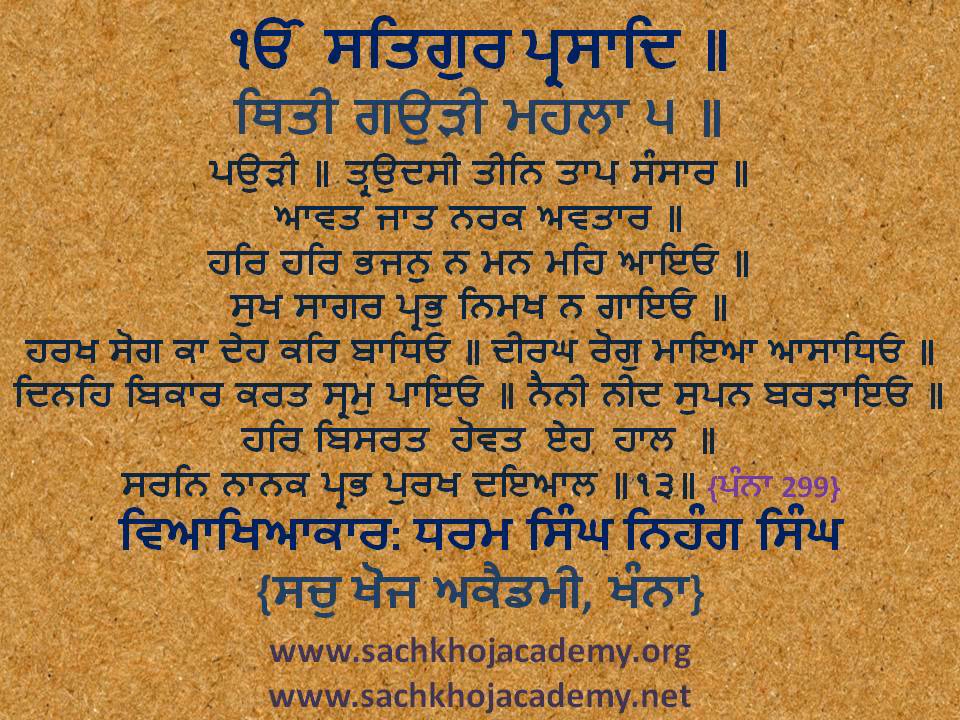 ੴ ਸਤਿਗੁਰ ਪ੍ਰਸਾਦਿ ॥
ਥਿਤੀ ਗਉੜੀ ਮਹਲਾ ੫ ॥
ਪਉੜੀ ॥ ਤ੍ਰਉਦਸੀ ਤੀਨਿ ਤਾਪ ਸੰਸਾਰ ॥
ਆਵਤ ਜਾਤ ਨਰਕ ਅਵਤਾਰ ॥
ਹਰਿ ਹਰਿ ਭਜਨੁ ਨ ਮਨ ਮਹਿ ਆਇਓ ॥
ਸੁਖ ਸਾਗਰ ਪ੍ਰਭੁ ਨਿਮਖ ਨ ਗਾਇਓ ॥
ਹਰਖ ਸੋਗ ਕਾ ਦੇਹ ਕਰਿ ਬਾਧਿਓ ॥ ਦੀਰਘ ਰੋਗੁ ਮਾਇਆ ਆਸਾਧਿਓ ॥
ਦਿਨਹਿ ਬਿਕਾਰ ਕਰਤ ਸ੍ਰਮੁ ਪਾਇਓ ॥ ਨੈਨੀ ਨੀਦ ਸੁਪਨ ਬਰੜਾਇਓ ॥
ਹਰਿ ਬਿਸਰਤ ਹੋਵਤ ਏਹ ਹਾਲ ॥
ਸਰਨਿ ਨਾਨਕ ਪ੍ਰਭ ਪੁਰਖ ਦਇਆਲ ॥੧੩॥ {ਪੰਨਾ 299}
ਵਿਆਖਿਆਕਾਰ: ਧਰਮ ਸਿੰਘ ਨਿਹੰਗ ਸਿੰਘ
{ਸਚੁ ਖੋਜ ਅਕੈਡਮੀ, ਖੰਨਾ}
www.sachkhojacademy.org
www.sachkhojacademy.net